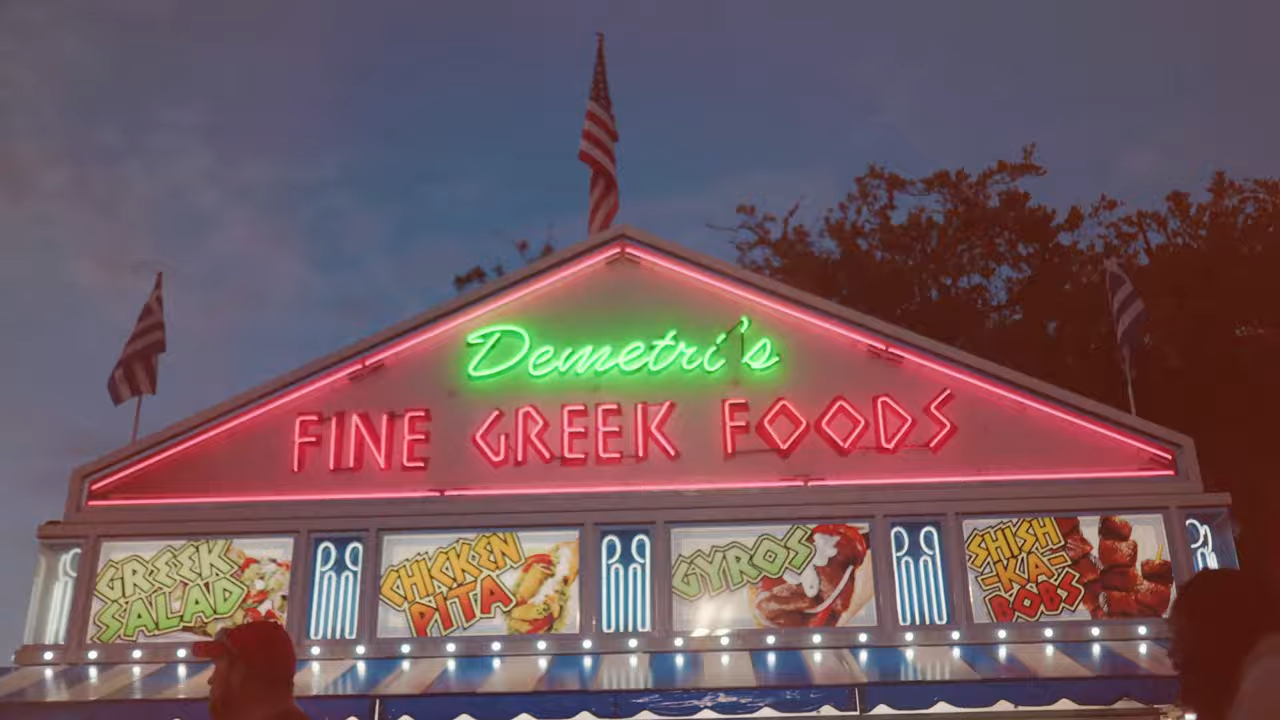 Demetri's
FINE GREEK FOODS
GREEK
SALAD
CHICKEN
PITA
GYROS
SHISH
-KA-
BOBS